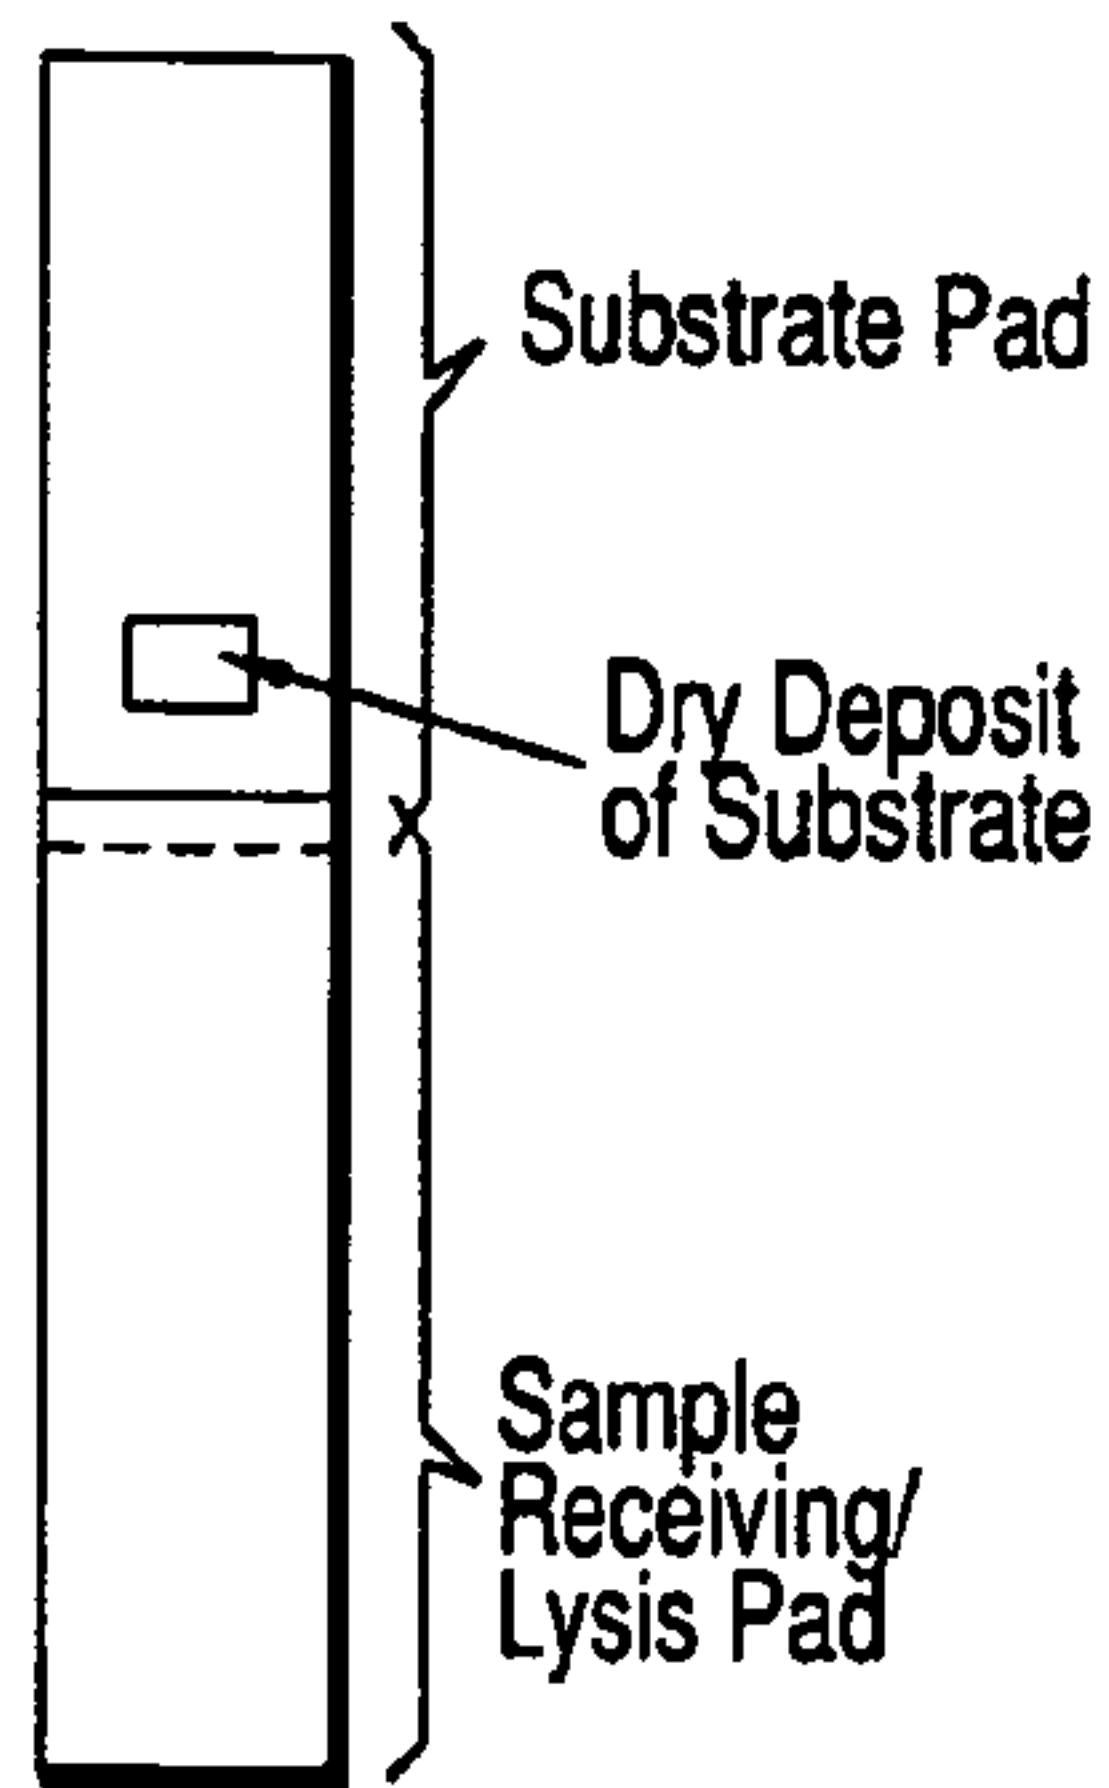 Substrate Pad
Dry Deposit
of Substrate
Sample
Receiving/
Lysis Pad